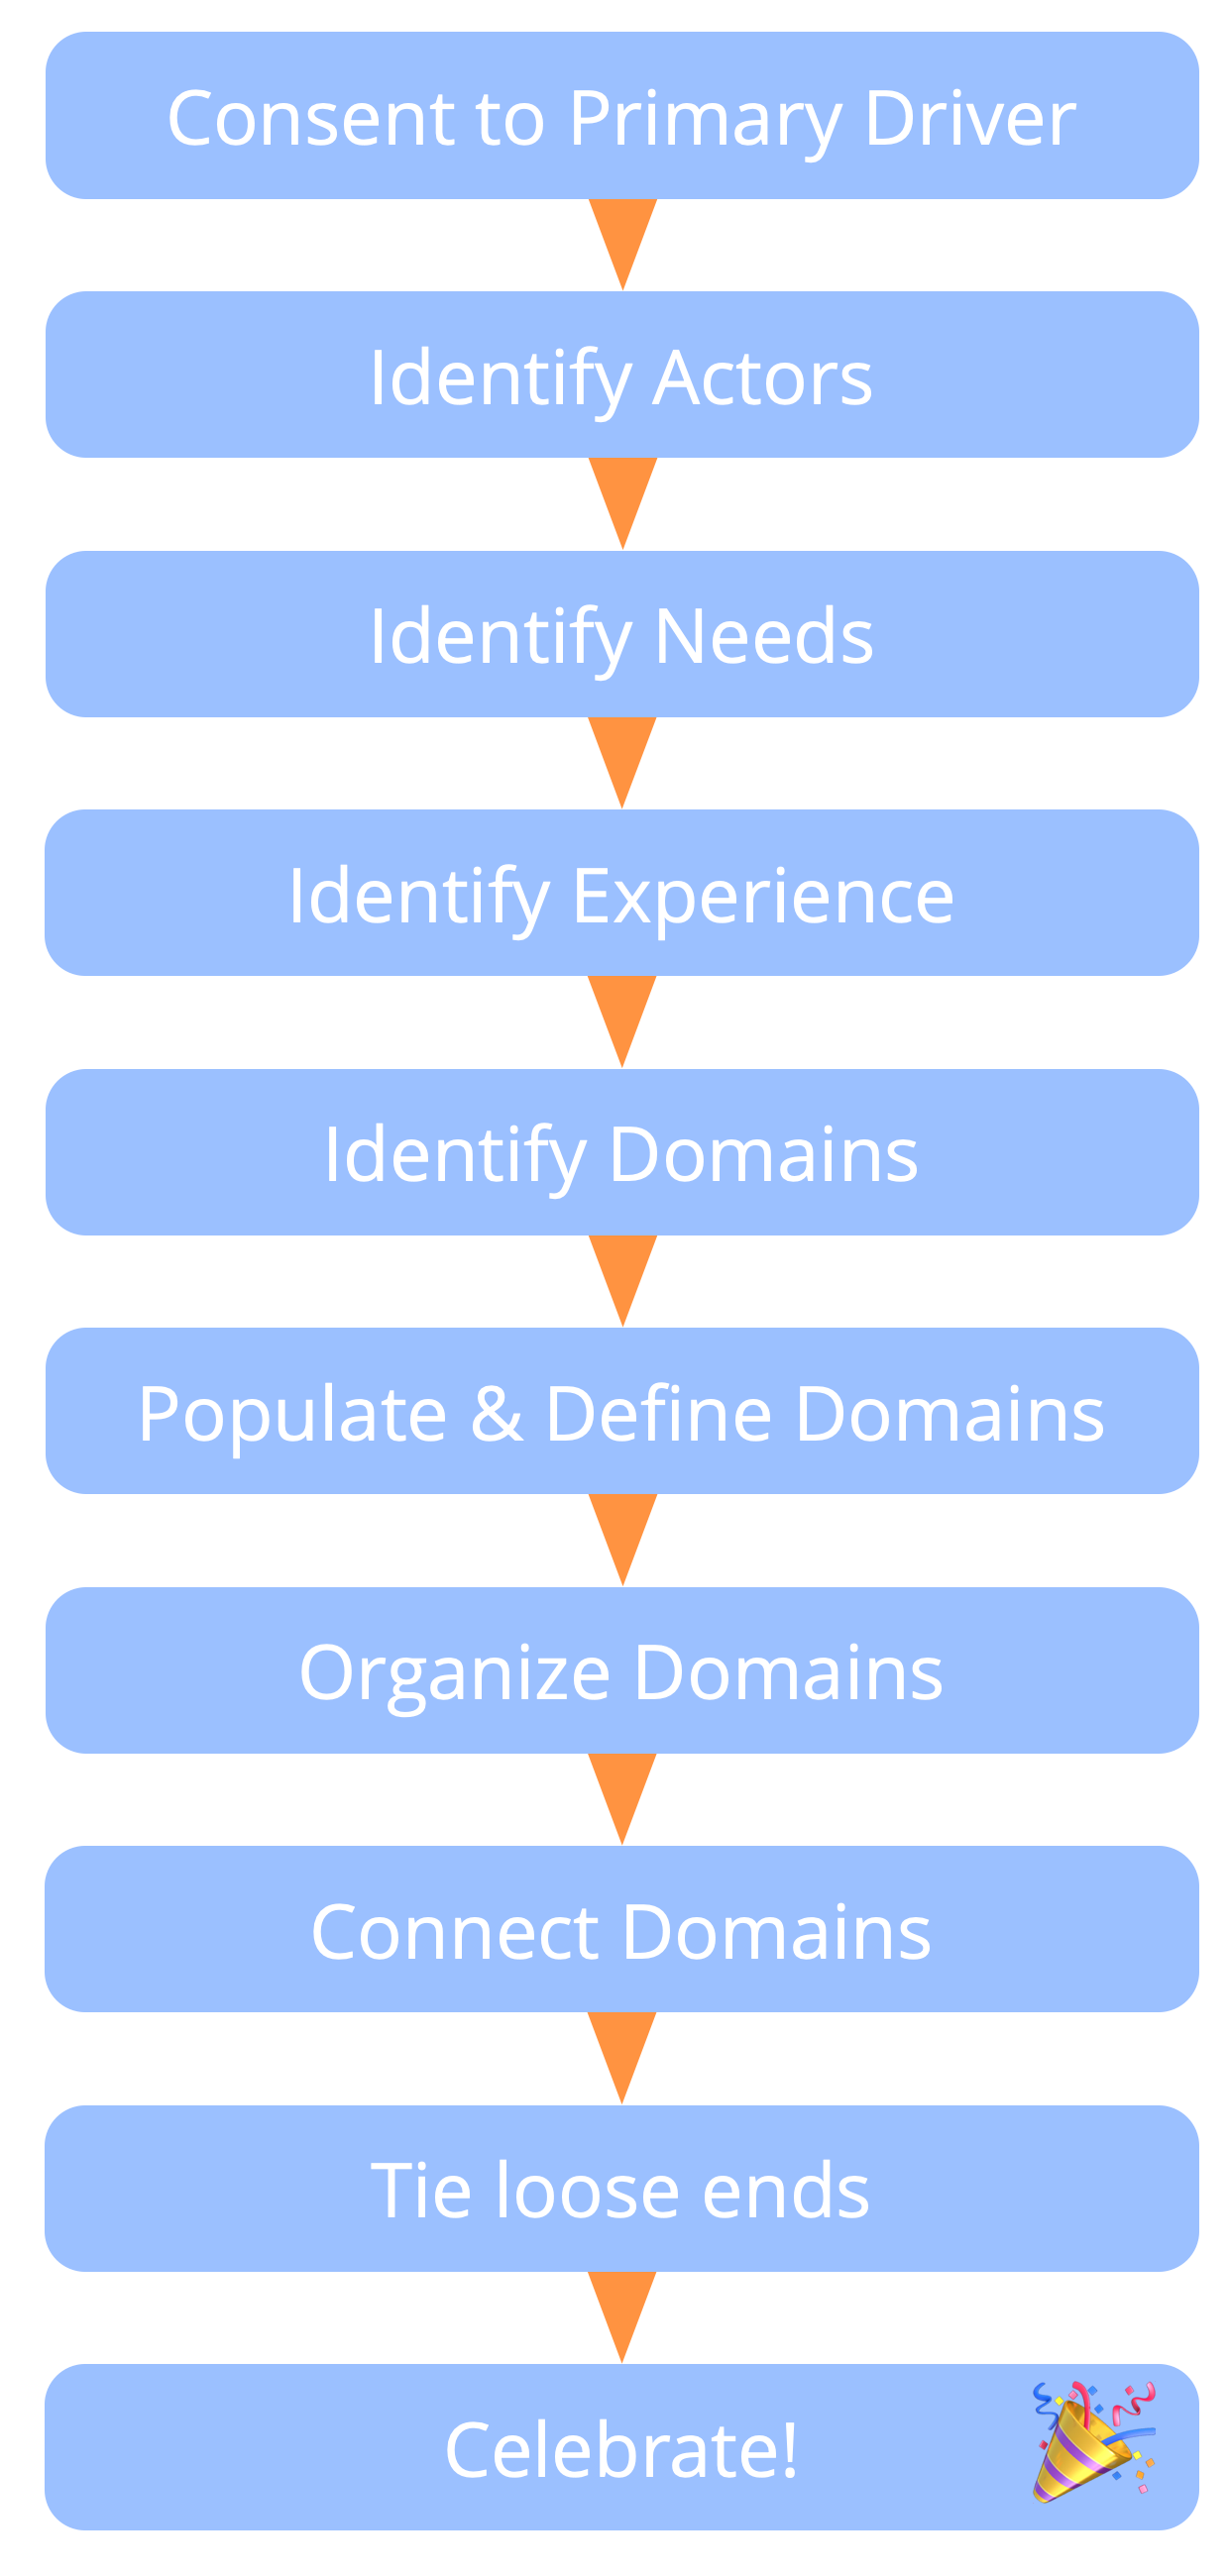 Consent to Primary Driver
Identify Actors
Identify Needs
Identify Experience
Identify Domains
Populate & Define Domains
Organize Domains
Connect Domains
Tie loose ends
Celebrate!